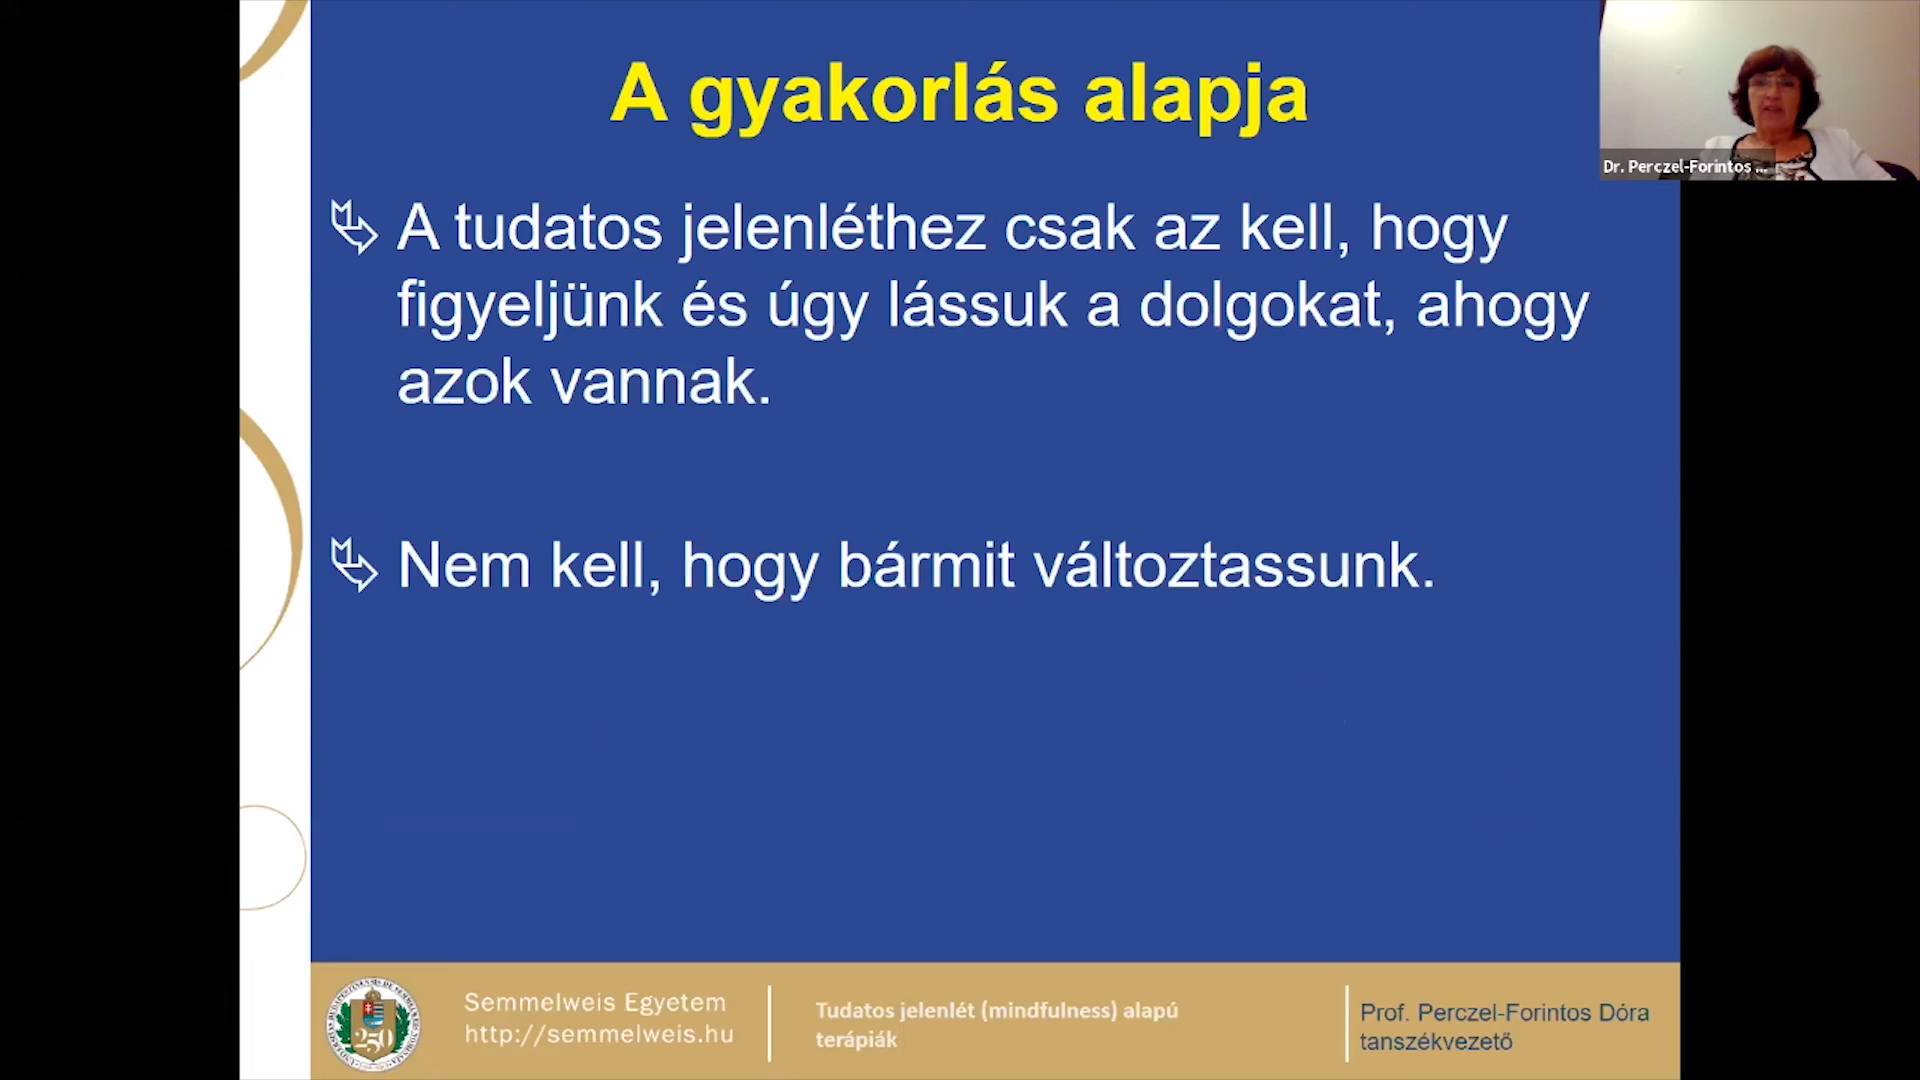 A gyakorlás alapja
A tudatos jelenléthez csak az kell, hogy
figyeljünk és úgy lássuk a dolgokat, ahogy
azok vannak.
Nem kell, hogy bármit változtassunk.
Dr. Perczel-Forintos ...
250
Semmelweis Egyetem
http://semmelweis.hu
Tudatos jelenlét (mindfulness) alapú
terápiák
Prof. Perczel-Forintos Dóra
tanszékvezető